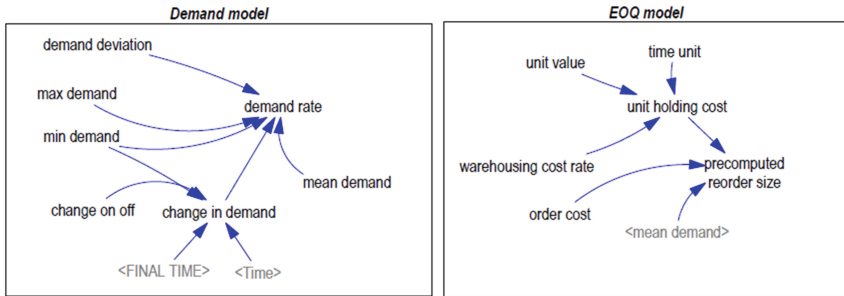 Demand model
demand deviation
max demand
demand rate
min demand
mean demand
change on off
change in demand
<FINAL TIME>
<Time>
EOQ model
time unit
unit value
unit holding cost
warehousing cost rate
precomputed
reorder size
order cost
<mean demand>